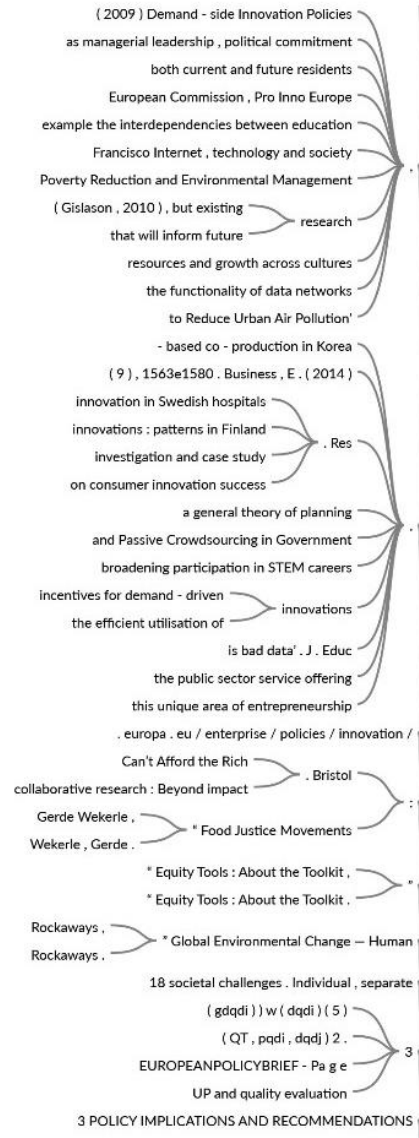 ( 2009 ) Demand - side Innovation Policies
as managerial leadership , political commitment
both current and future residents
European Commission , Pro Inno Europe
example the interdependencies between education
Francisco Internet , technology and society
,
Poverty Reduction and Environmental Management
( Gislason , 2010 ) , but existing
research
that will inform future
resources and growth across cultures
the functionality of data networks
to Reduce Urban Air Pollution'
- based co - production in Korea
( 9 ) , 1563e1580 . Business , E . ( 2014 )
innovation in Swedish hospitals
innovations : patterns in Finland
. Res
investigation and case study
on consumer innovation success
a general theory of planning
.
and Passive Crowdsourcing in Government
broadening participation in STEM careers
incentives for demand - driven
innovations
the efficient utilisation of
is bad data' . J . Educ
the public sector service offering
this unique area of entrepreneurship
. europa . eu / enterprise / policies / innovation /
Can't Afford the Rich
. Bristol
collaborative research : Beyond impact
:
Gerde Wekerle ,
" Food Justice Movements
Wekerle , Gerde .
" Equity Tools : About the Toolkit ,
"
" Equity Tools : About the Toolkit .
Rockaways ,
" Global Environmental Change — Human
Rockaways .
18 societal challenges . Individual , separate
( gdqdi ) ) w ( dqdi ) ( 5 )
( QT , pqdi , dqdj ) 2 .
3
EUROPEANPOLICYBRIEF - Pa g e
UP and quality evaluation
3 POLICY IMPLICATIONS AND RECOMMENDATIONS